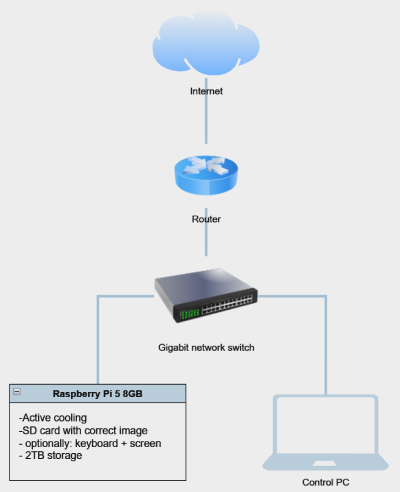 Internet
Router
Gigabit network switch
Raspberry Pi 5 8GB
-Active cooling
-SD card with correct image
- optionally: keyboard + screen
- 2TB storage
Control PC